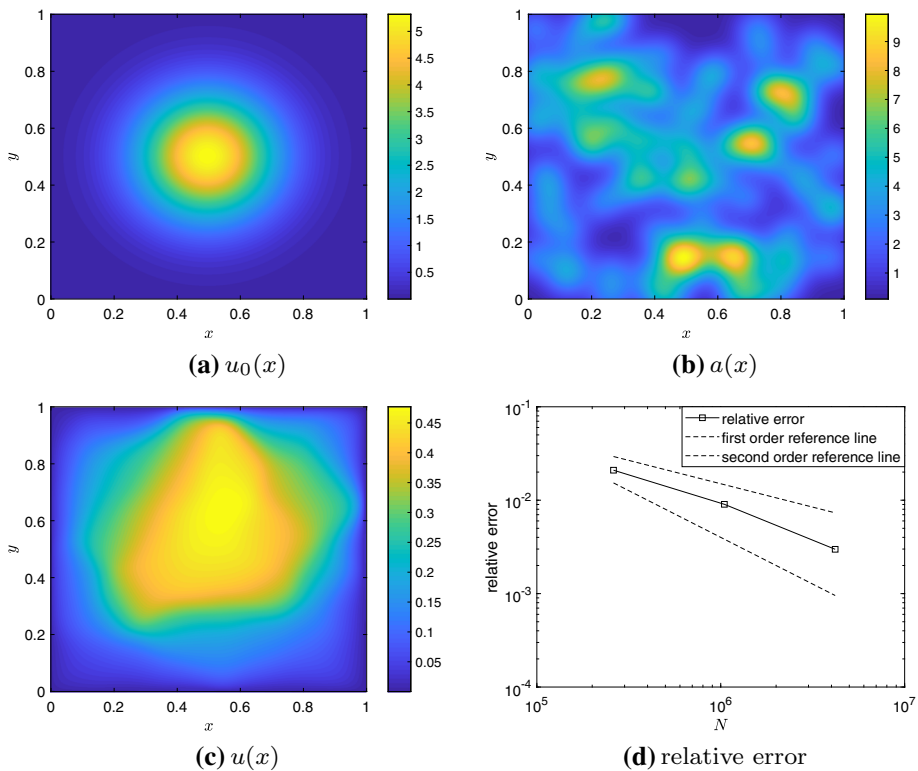 1
0.8
0.6
0.4
0.2
0
0 0.2 0.4 0.6 0.8 1
y
x
5
4.5
4
3.5
3
2.5
2
1.5
1
0.5
(a) u₀(x)
1
0.8
0.6
0.4
0.2
0
0 0.2 0.4 0.6 0.8 1
y
x
9
8
7
6
5
4
3
2
1
(b) a(x)
1
0.8
0.6
0.4
0.2
0
0 0.2 0.4 0.6 0.8 1
y
x
0.45
0.4
0.35
0.3
0.25
0.2
0.15
0.1
0.05
(c) u(x)
10⁻¹
10⁻²
10⁻³
10⁻⁴
relative error
relative error
first order reference line
second order reference line
10⁵ 10⁶ 10⁷
N
(d) relative error